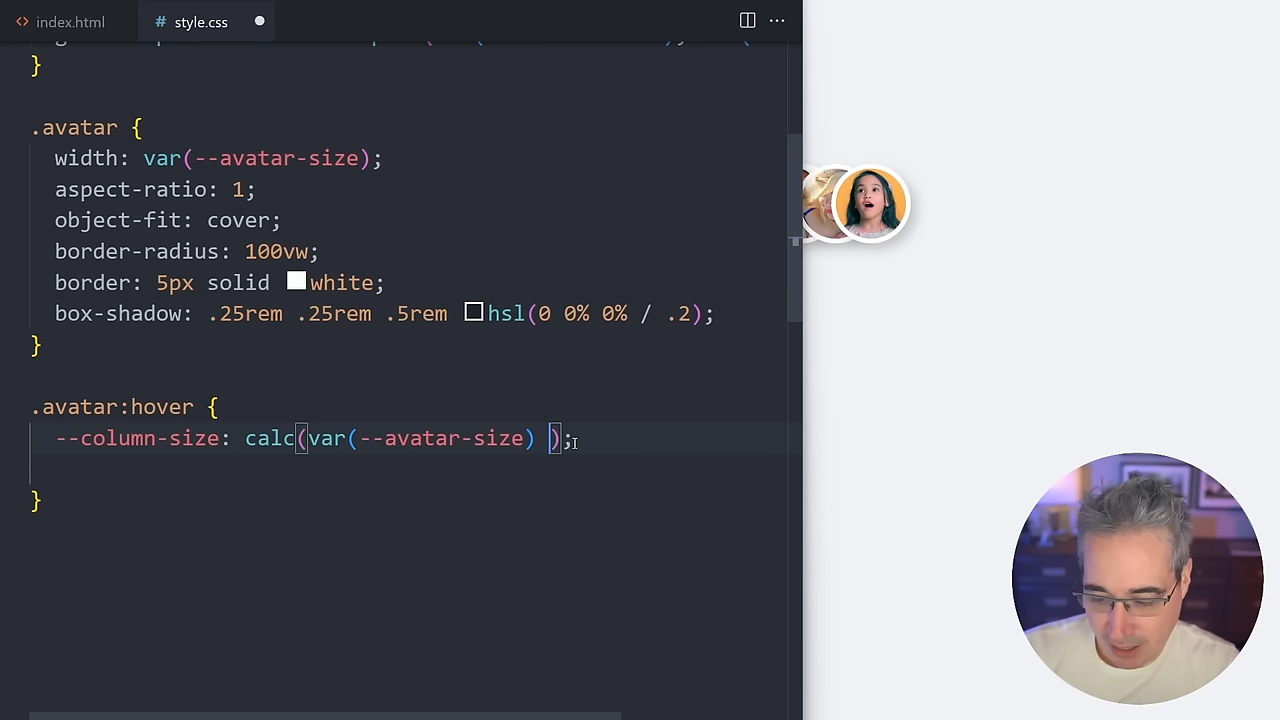 index.html
style.css
}
.avatar {
width: var(--avatar-size);
aspect-ratio: 1;
object-fit: cover;
border-radius: 100vw;
border: 5px solid white;
box-shadow: .25rem .25rem .5rem hsl(0 0% 0% / .2);
}
.avatar:hover {
--column-size: calc(var(--avatar-size) );
}